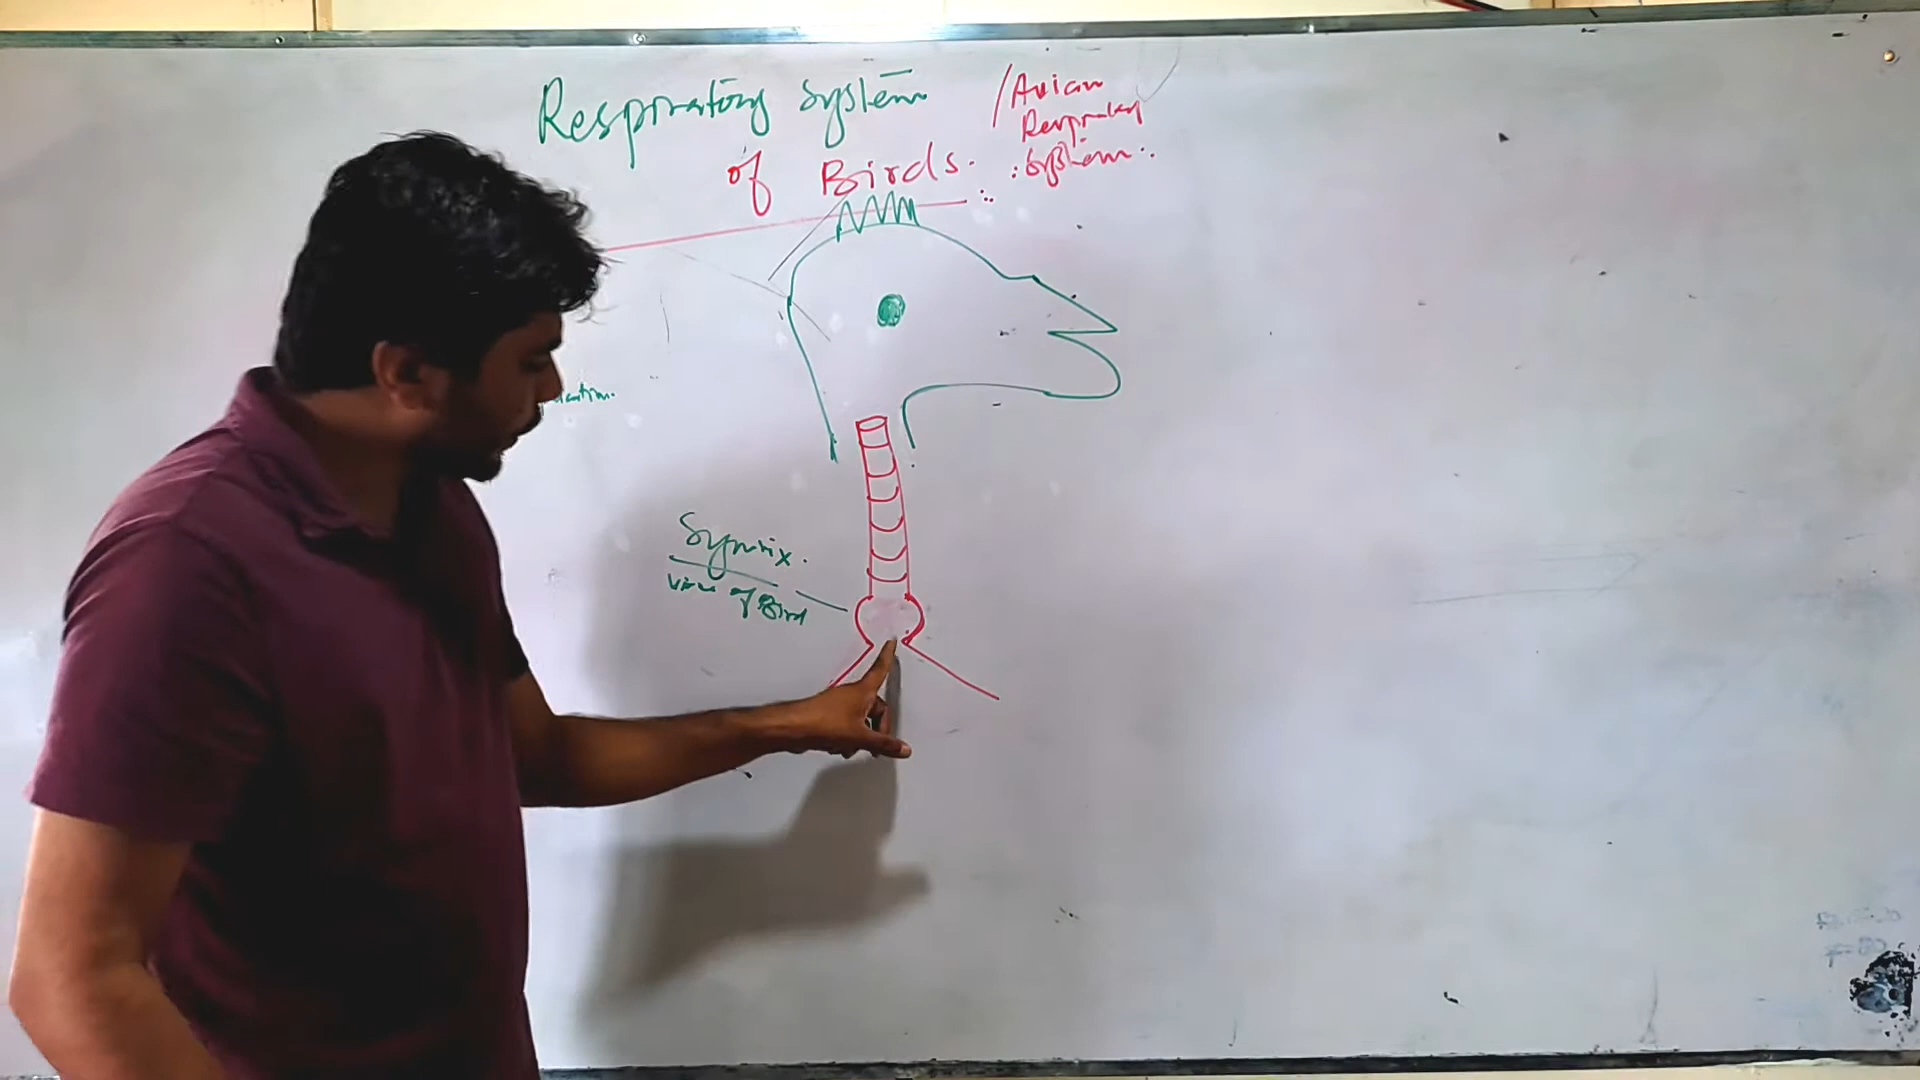 Respiratory System
of Birds.
/Avian
Respiratory
System
Syrinx.
Voice of Bird